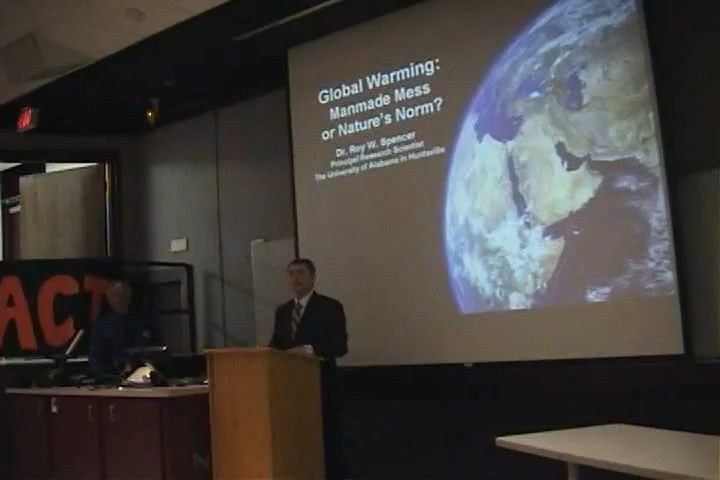 Global Warming:
Manmade Mess
or Nature's Norm?
Dr. Roy W. Spencer
Principal Research Scientist
The University of Alabama in Huntsville
ACT